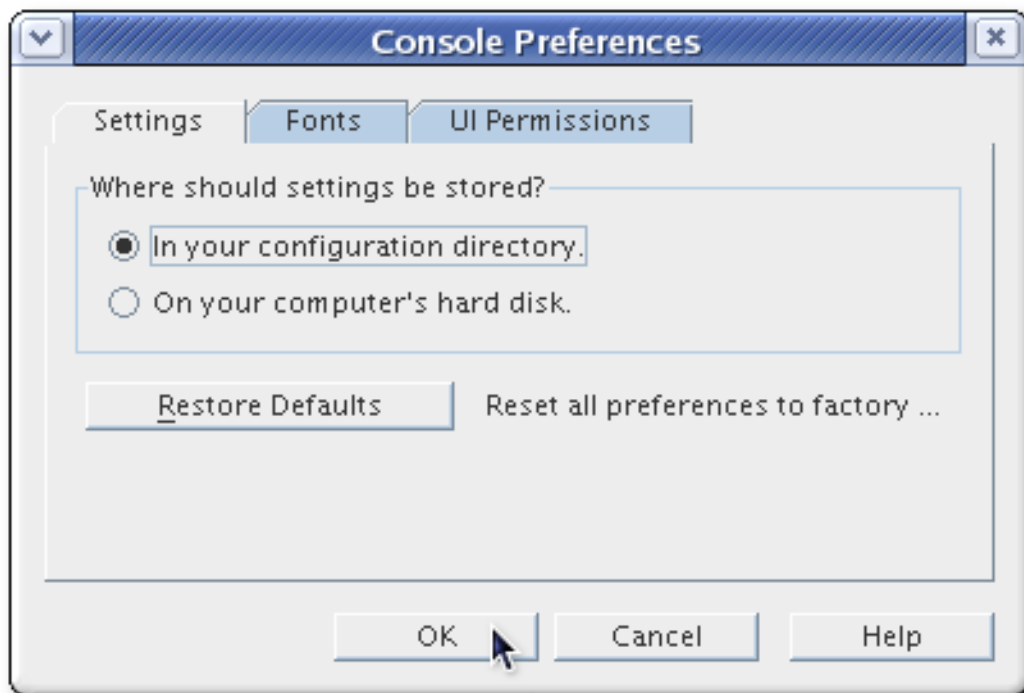 Console Preferences
Settings Fonts UI Permissions
Where should settings be stored?
In your configuration directory.
On your computer's hard disk.
Restore Defaults Reset all preferences to factory ...
OK Cancel Help